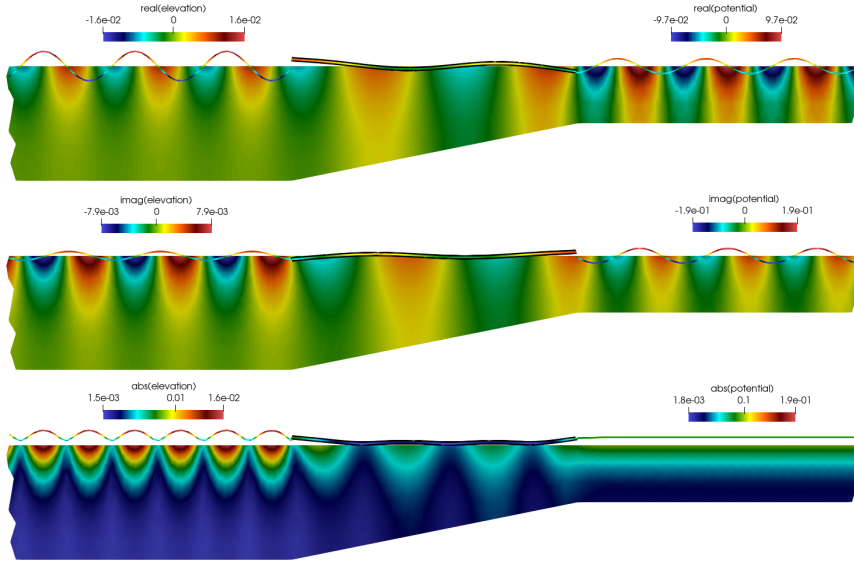 real(elevation)
-1.6e-02 0 1.6e-02
real(potential)
-9.7e-02 0 9.7e-02
imag(elevation)
-7.9e-03 0 7.9e-03
imag(potential)
-1.9e-01 0 1.9e-01
abs(elevation)
1.5e-03 0.01 1.6e-02
abs(potential)
1.8e-03 0.1 1.9e-01